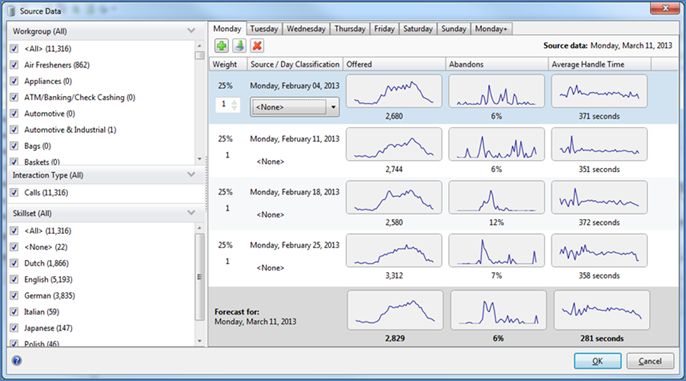 Source Data
Workgroup (All)
<All> (11,316)
Air Fresheners (862)
Appliances (0)
ATM/Banking/Check Cashing (0)
Automotive (0)
Automotive & Industrial (1)
Bags (0)
Baskets (0)
Interaction Type (All)
Calls (11,316)
Skillset (All)
<All> (11,316)
<None> (22)
Dutch (1,866)
English (5,193)
German (3,835)
Italian (59)
Japanese (147)
Polish (46)
Monday Tuesday Wednesday Thursday Friday Saturday Sunday Monday+
Source data: Monday, March 11, 2013
Weight Source / Day Classification Offered Abandons Average Handle Time
25% Monday, February 04, 2013
1 <None>
2,680 6% 371 seconds
25% Monday, February 11, 2013
1 <None>
2,744 6% 351 seconds
25% Monday, February 18, 2013
1 <None>
2,580 12% 372 seconds
25% Monday, February 25, 2013
1 <None>
3,312 7% 358 seconds
Forecast for:
Monday, March 11, 2013
2,829 6% 281 seconds
OK Cancel